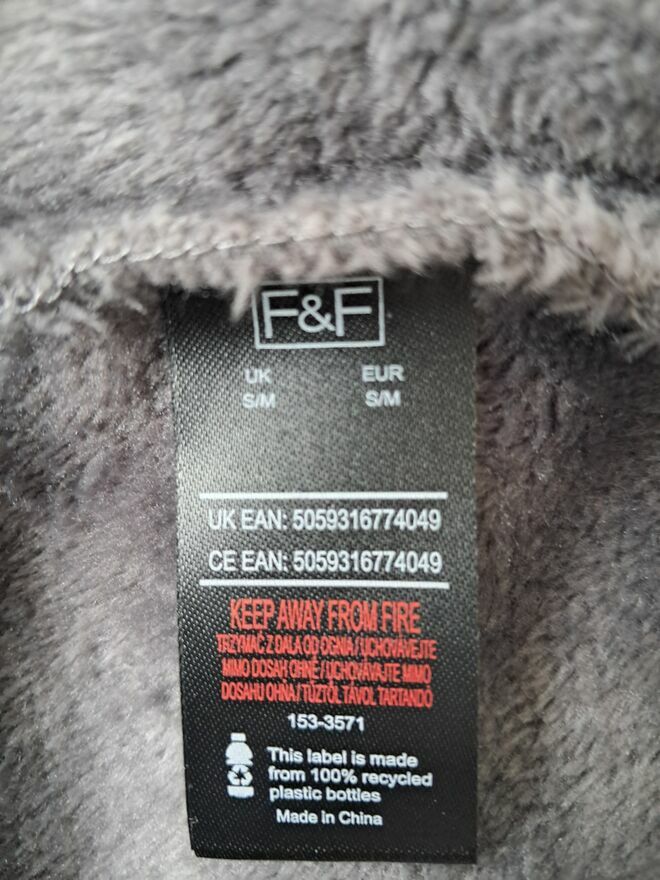 F&F
UK EUR
S/M S/M
UK EAN: 5059316774049
CE EAN: 5059316774049
KEEP AWAY FROM FIRE
TRZYMAĆ Z DALA OD OGNIA / UCHOVÁVEJTE
MIMO DOSAH OHNĚ / UCHOVÁVAJTE MIMO
DOSAHU OHŇA / TŰZTŐL TÁVOL TARTANDÓ
153-3571
This label is made
from 100% recycled
plastic bottles
Made in China